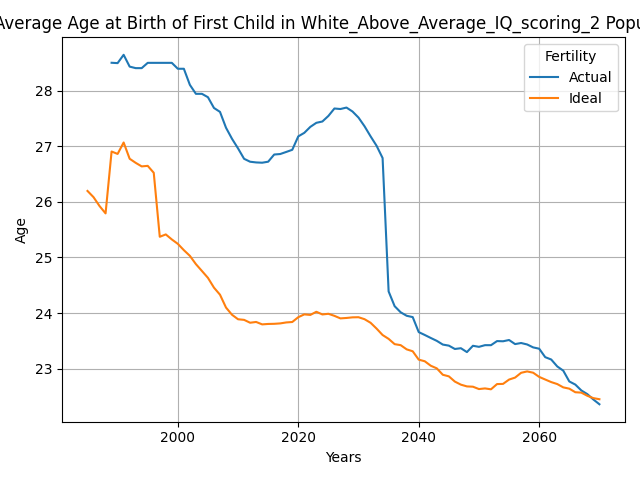 Average Age at Birth of First Child in White_Above_Average_IQ_scoring_2
Fertility
Actual
Ideal
28
27
26
25
24
23
Age
2000
2020
2040
2060
Years